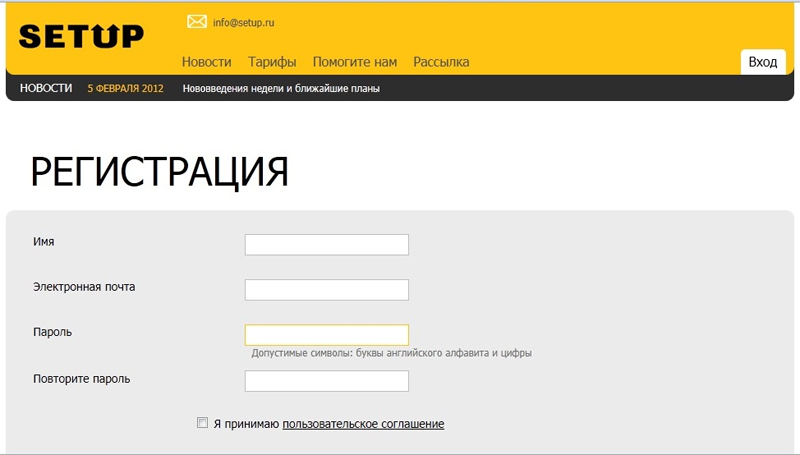 SETUP
info@setup.ru
Новости Тарифы Помогите нам Рассылка
Вход
НОВОСТИ 5 ФЕВРАЛЯ 2012 Нововведения недели и ближайшие планы
РЕГИСТРАЦИЯ
Имя
Электронная почта
Пароль
Допустимые символы: буквы английского алфавита и цифры
Повторите пароль
Я принимаю пользовательское соглашение